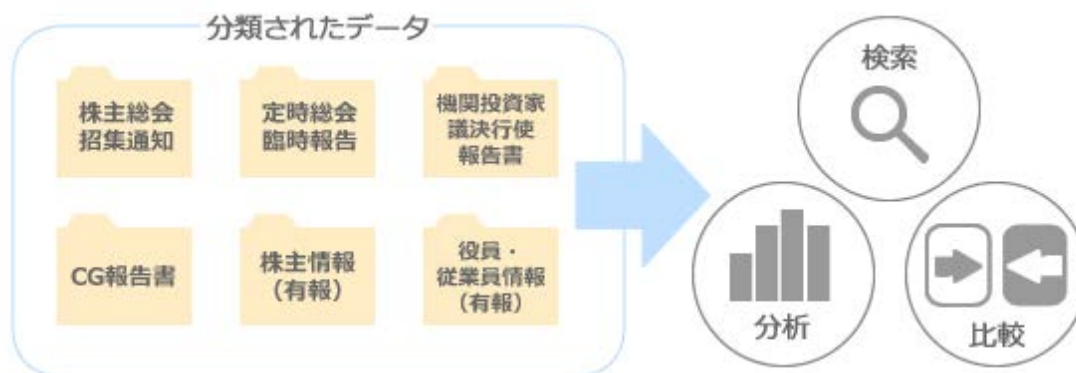 分類されたデータ
株主総会
招集通知
定時総会
臨時報告
機関投資家
議決行使
報告書
CG報告書
株主情報
（有報）
役員・
従業員情報
（有報）
検索
分析
比較